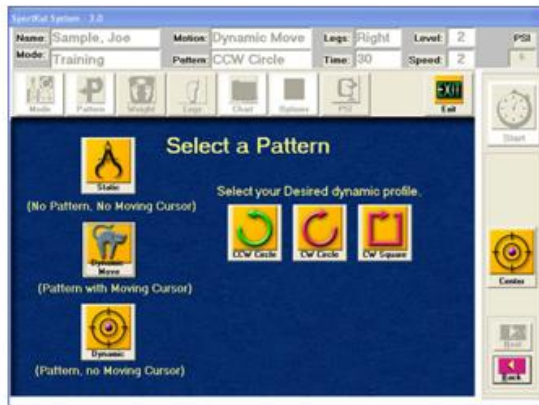 SportKat System - 3.0
Name: Sample, Joe Motion: Dynamic Move Legs: Right Level: 2 PSI
Mode: Training Pattern: CCW Circle Time: 30 Speed: 2 6
Mode Pattern Weight Legs Chart Options PSI EXIT Exit
Start
Select a Pattern
Static
(No Pattern, No Moving Cursor)
Select your Desired dynamic profile.
CCW Circle CW Circle CW Square
Dynamic Move
(Pattern with Moving Cursor)
Center
Dynamic
(Pattern, no Moving Cursor)
Next
Back